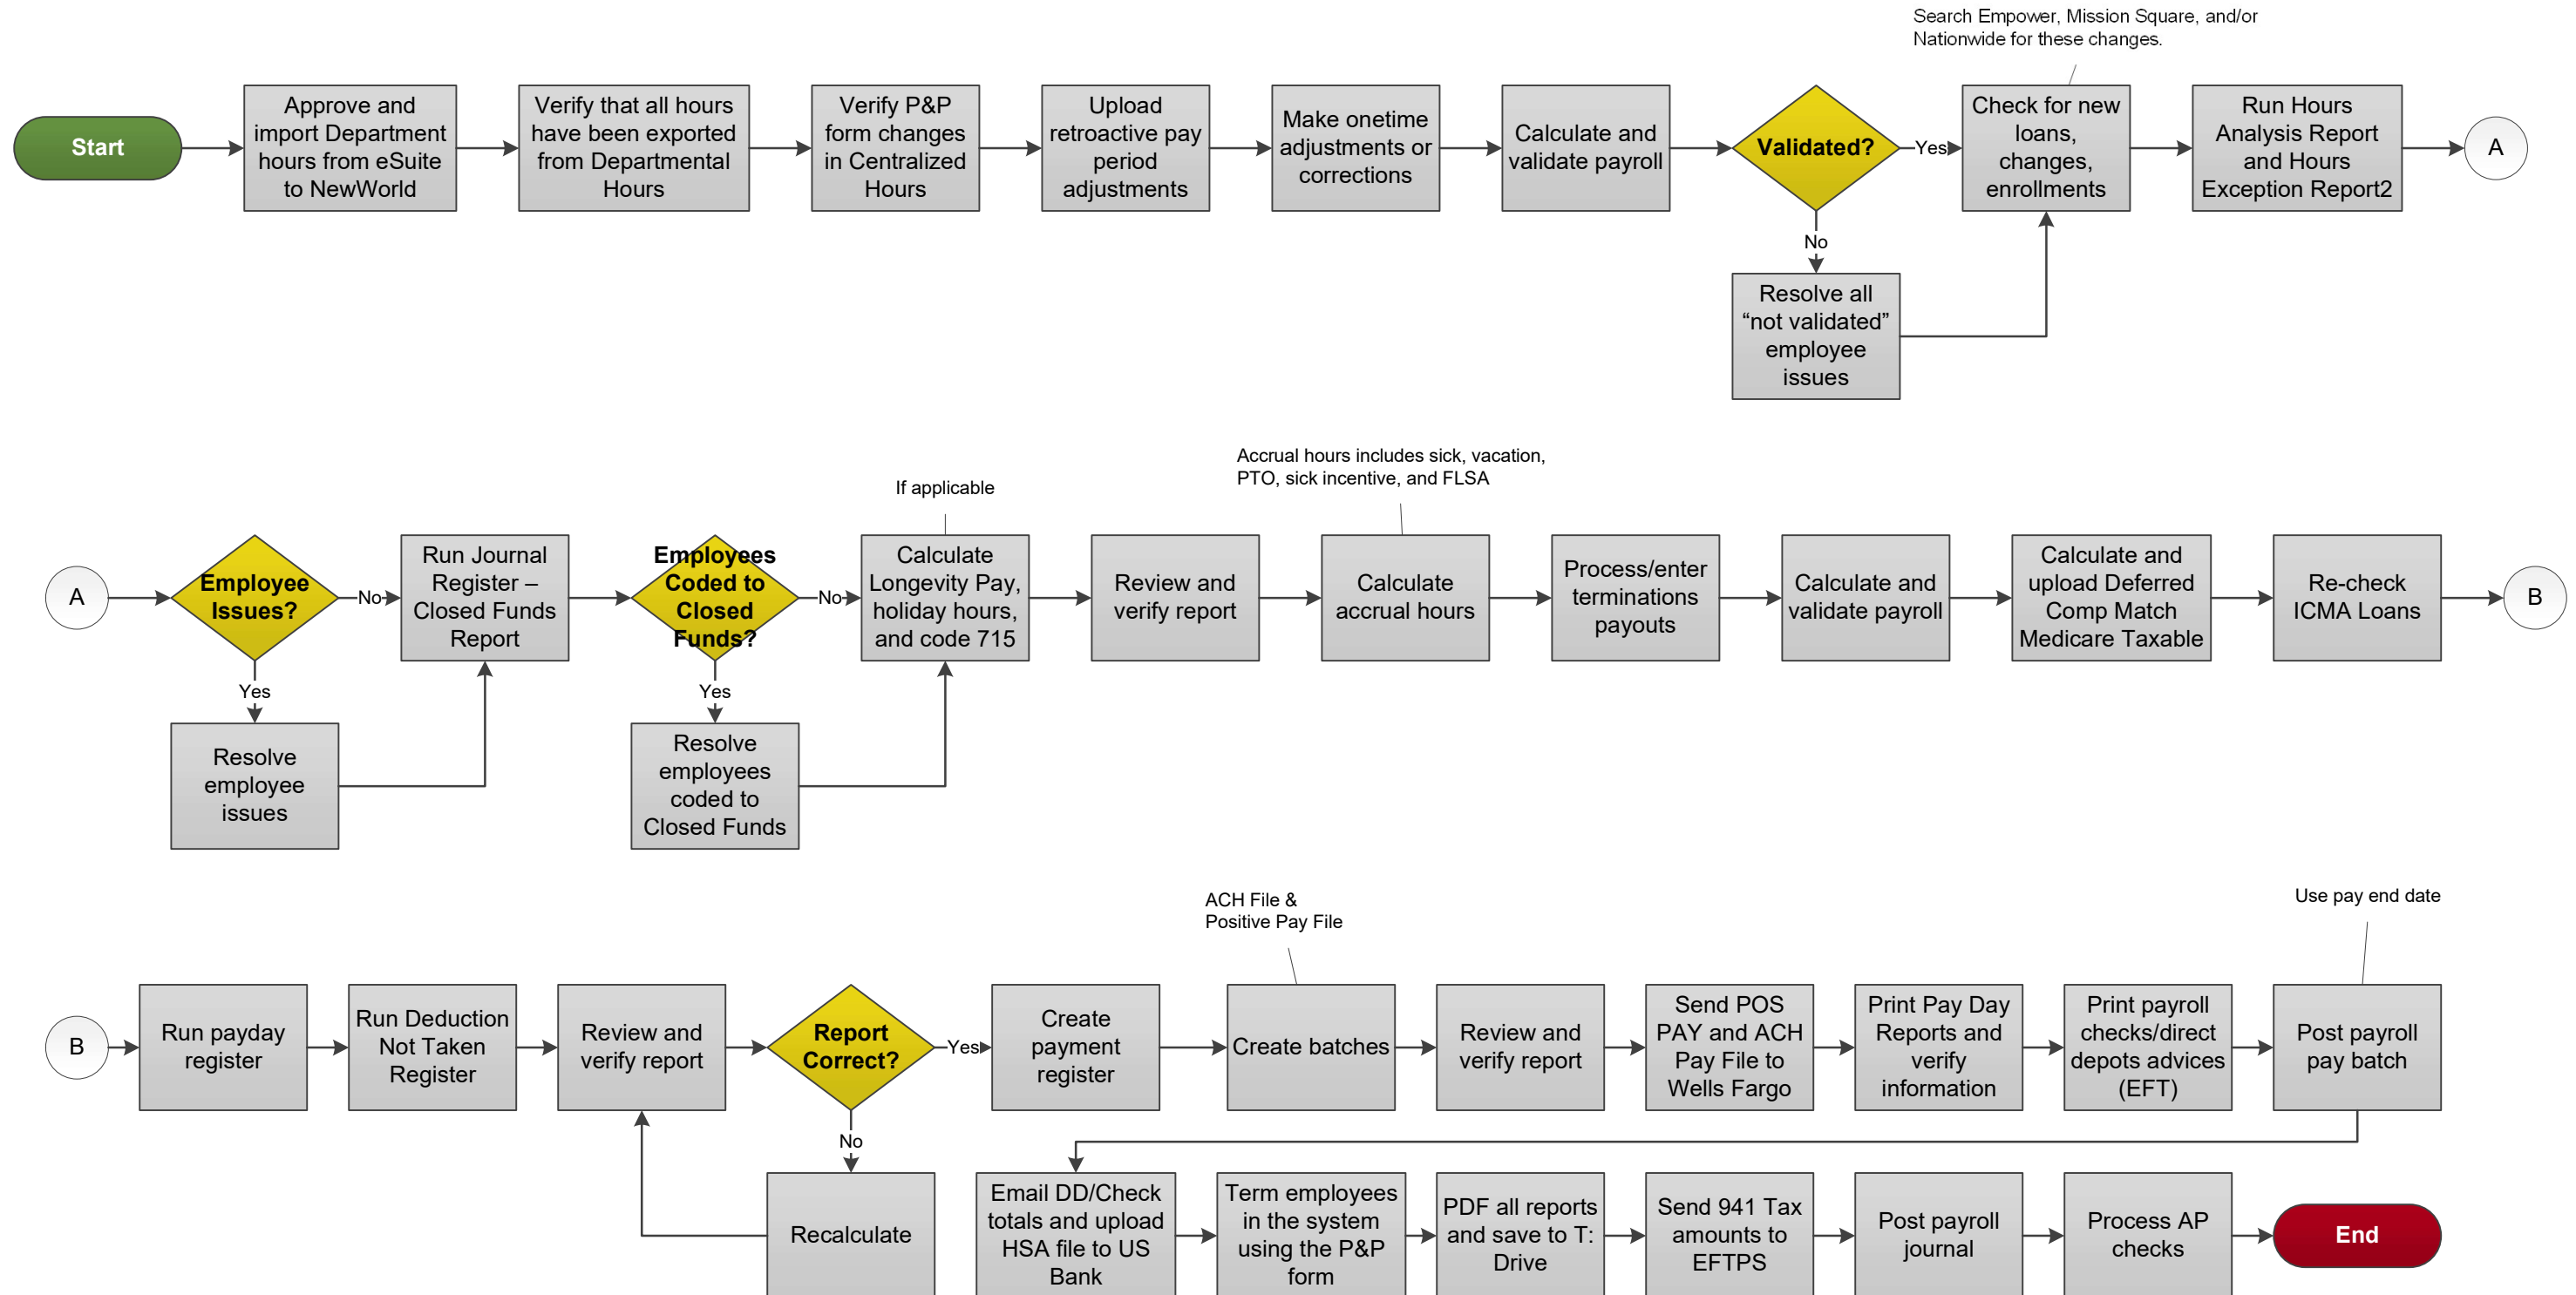 Search Empower, Mission Square, and/or
Nationwide for these changes.
Start
Approve and
import Department
hours from eSuite
to NewWorld
Verify that all hours
have been exported
from Departmental
Hours
Verify P&P
form changes
in Centralized
Hours
Upload
retroactive pay
period
adjustments
Make onetime
adjustments or
corrections
Calculate and
validate payroll
Validated?
Yes
Check for new
loans,
changes,
enrollments
Run Hours
Analysis Report
and Hours
Exception Report2
A
No
Resolve all
“not validated”
employee
issues
If applicable
Accrual hours includes sick, vacation,
PTO, sick incentive, and FLSA
A
Employee
Issues?
No
Run Journal
Register –
Closed Funds
Report
Employees
Coded to
Closed
Funds?
No
Calculate
Longevity Pay,
holiday hours,
and code 715
Review and
verify report
Calculate
accrual hours
Process/enter
terminations
payouts
Calculate and
validate payroll
Calculate and
upload Deferred
Comp Match
Medicare Taxable
Re-check
ICMA Loans
B
Yes
Resolve
employee
issues
Yes
Resolve
employees
coded to
Closed Funds
ACH File &
Positive Pay File
Use pay end date
B
Run payday
register
Run Deduction
Not Taken
Register
Review and
verify report
Report
Correct?
Yes
Create
payment
register
Create batches
Review and
verify report
Send POS
PAY and ACH
Pay File to
Wells Fargo
Print Pay Day
Reports and
verify
information
Print payroll
checks/direct
depots advices
(EFT)
Post payroll
pay batch
No
Recalculate
Email DD/Check
totals and upload
HSA file to US
Bank
Term employees
in the system
using the P&P
form
PDF all reports
and save to T:
Drive
Send 941 Tax
amounts to
EFTPS
Post payroll
journal
Process AP
checks
End